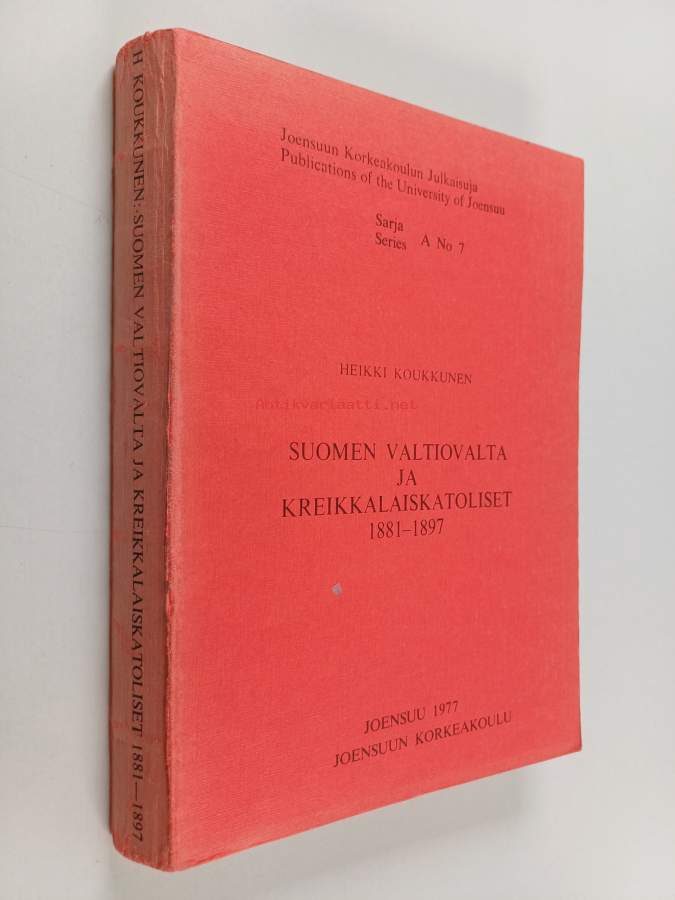 H KOUKKUNEN: SUOMEN VALTIOVALTA JA KREIKKALAISKATOLISET 1881—1897
Joensuun Korkeakoulun Julkaisuja
Publications of the University of Joensuu
Sarja
Series A No 7
HEIKKI KOUKKUNEN
Antikvariaatti.net
SUOMEN VALTIOVALTA
JA
KREIKKALAISKATOLISET
1881–1897
JOENSUU 1977
JOENSUUN KORKEAKOULU